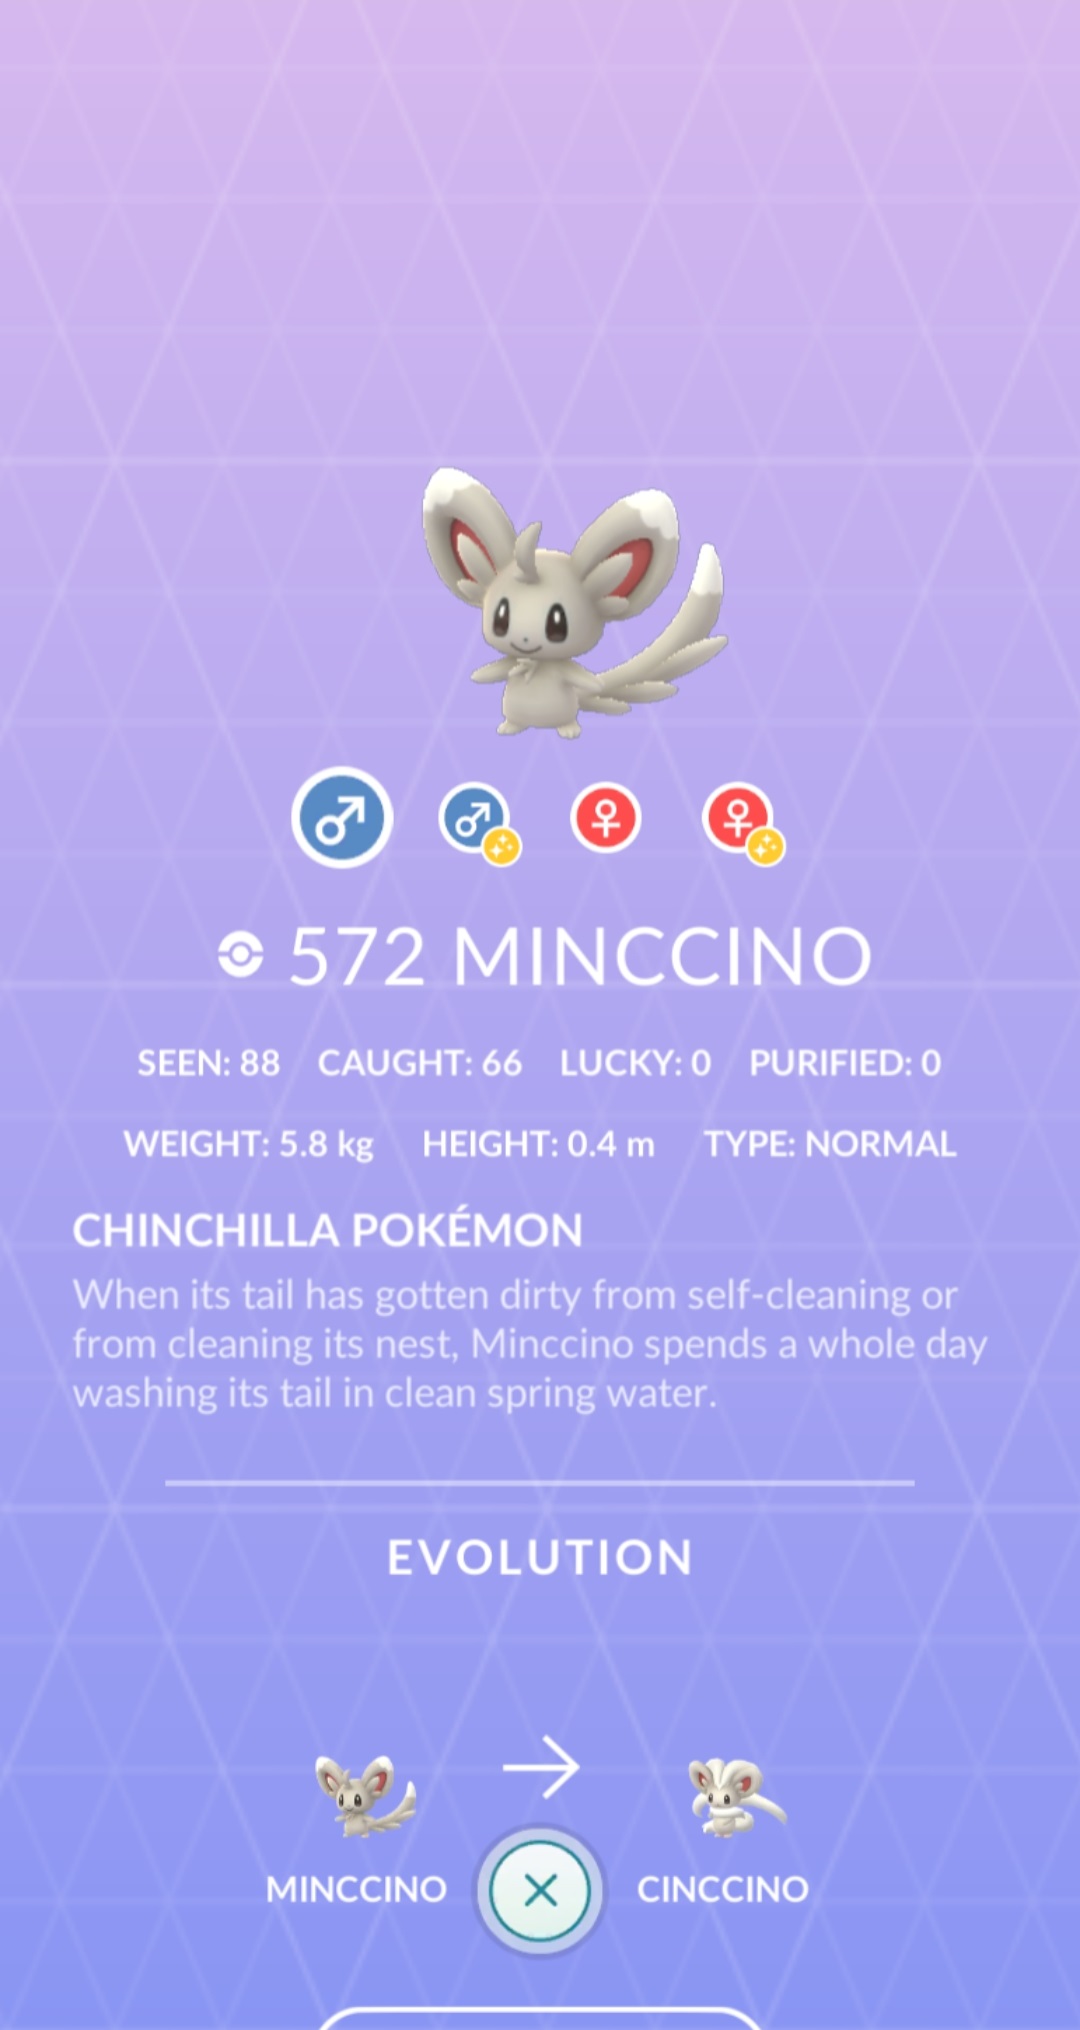 572 MINCCINO
SEEN: 88 CAUGHT: 66 LUCKY: 0 PURIFIED: 0
WEIGHT: 5.8 kg HEIGHT: 0.4 m TYPE: NORMAL
CHINCHILLA POKÉMON
When its tail has gotten dirty from self-cleaning or
from cleaning its nest, Minccino spends a whole day
washing its tail in clean spring water.
EVOLUTION
MINCCINO CINCCINO